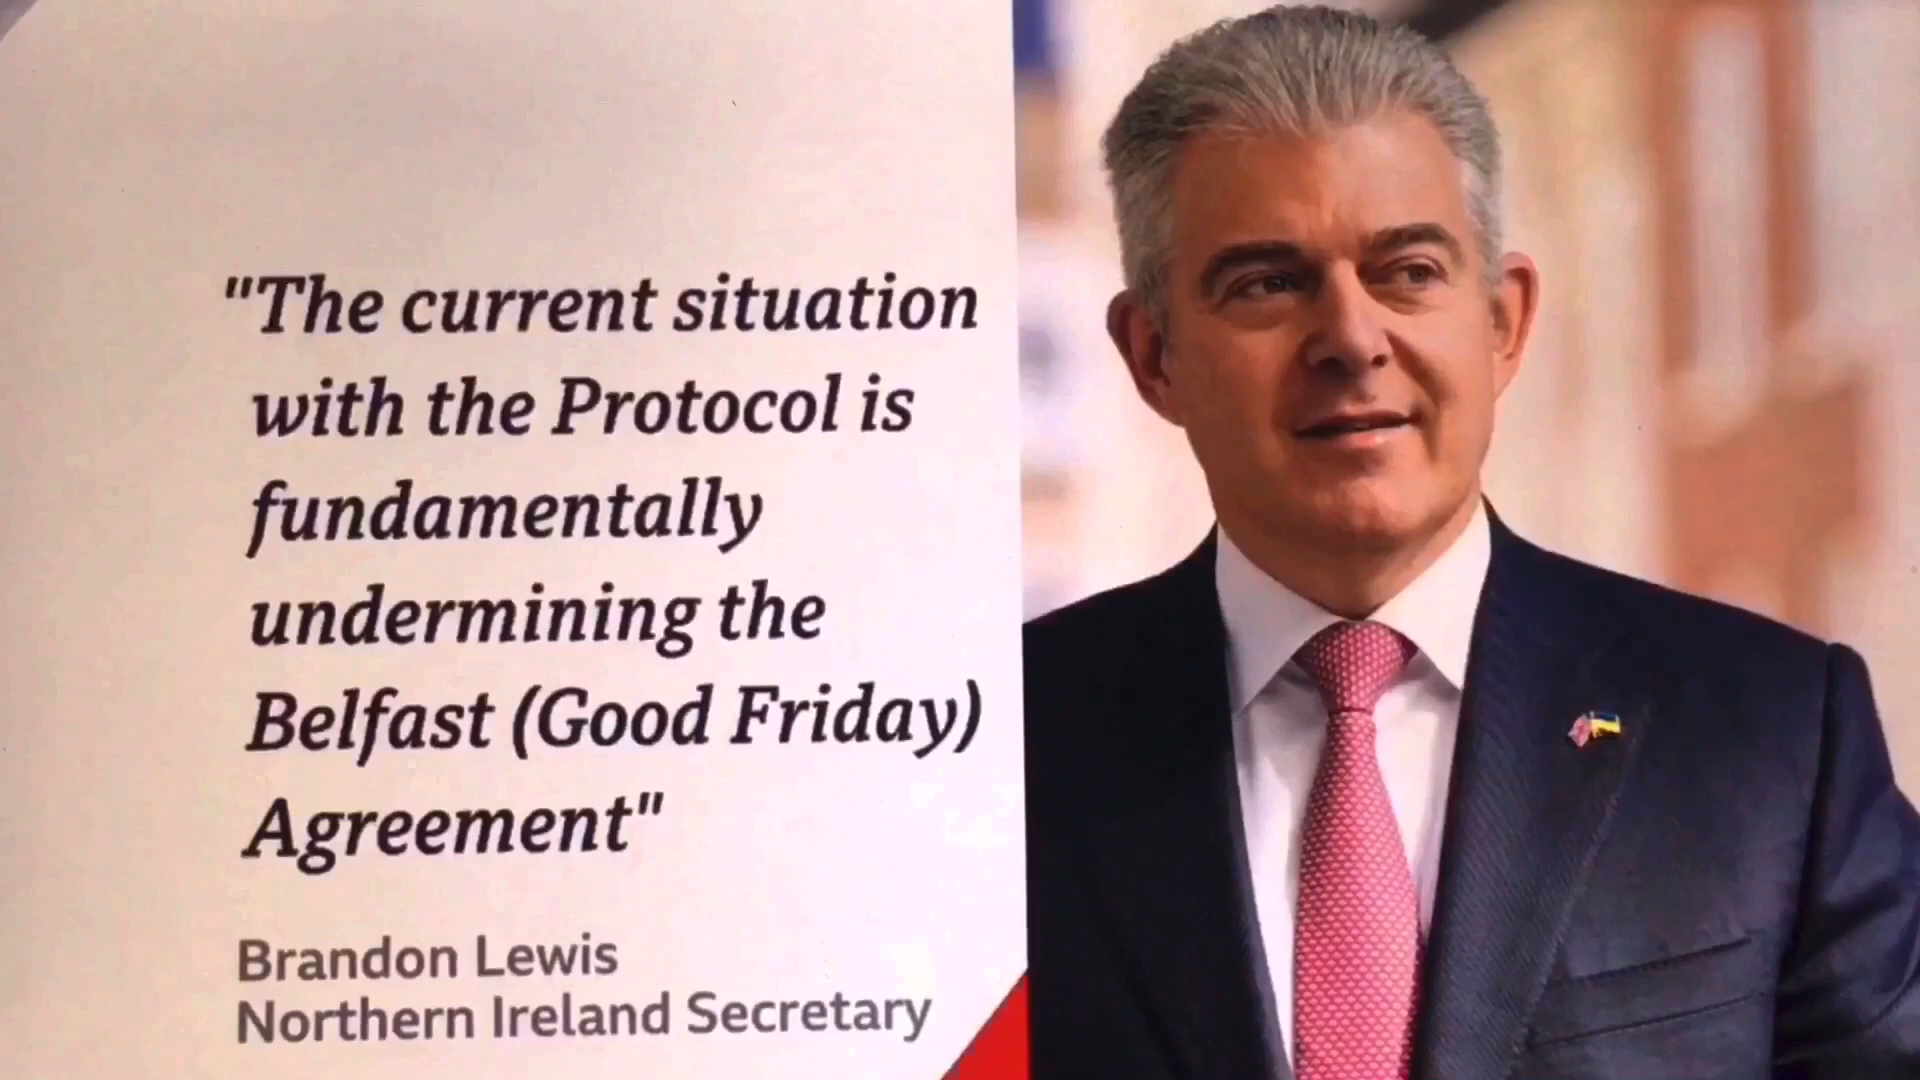 "The current situation
with the Protocol is
fundamentally
undermining the
Belfast (Good Friday)
Agreement"
Brandon Lewis
Northern Ireland Secretary